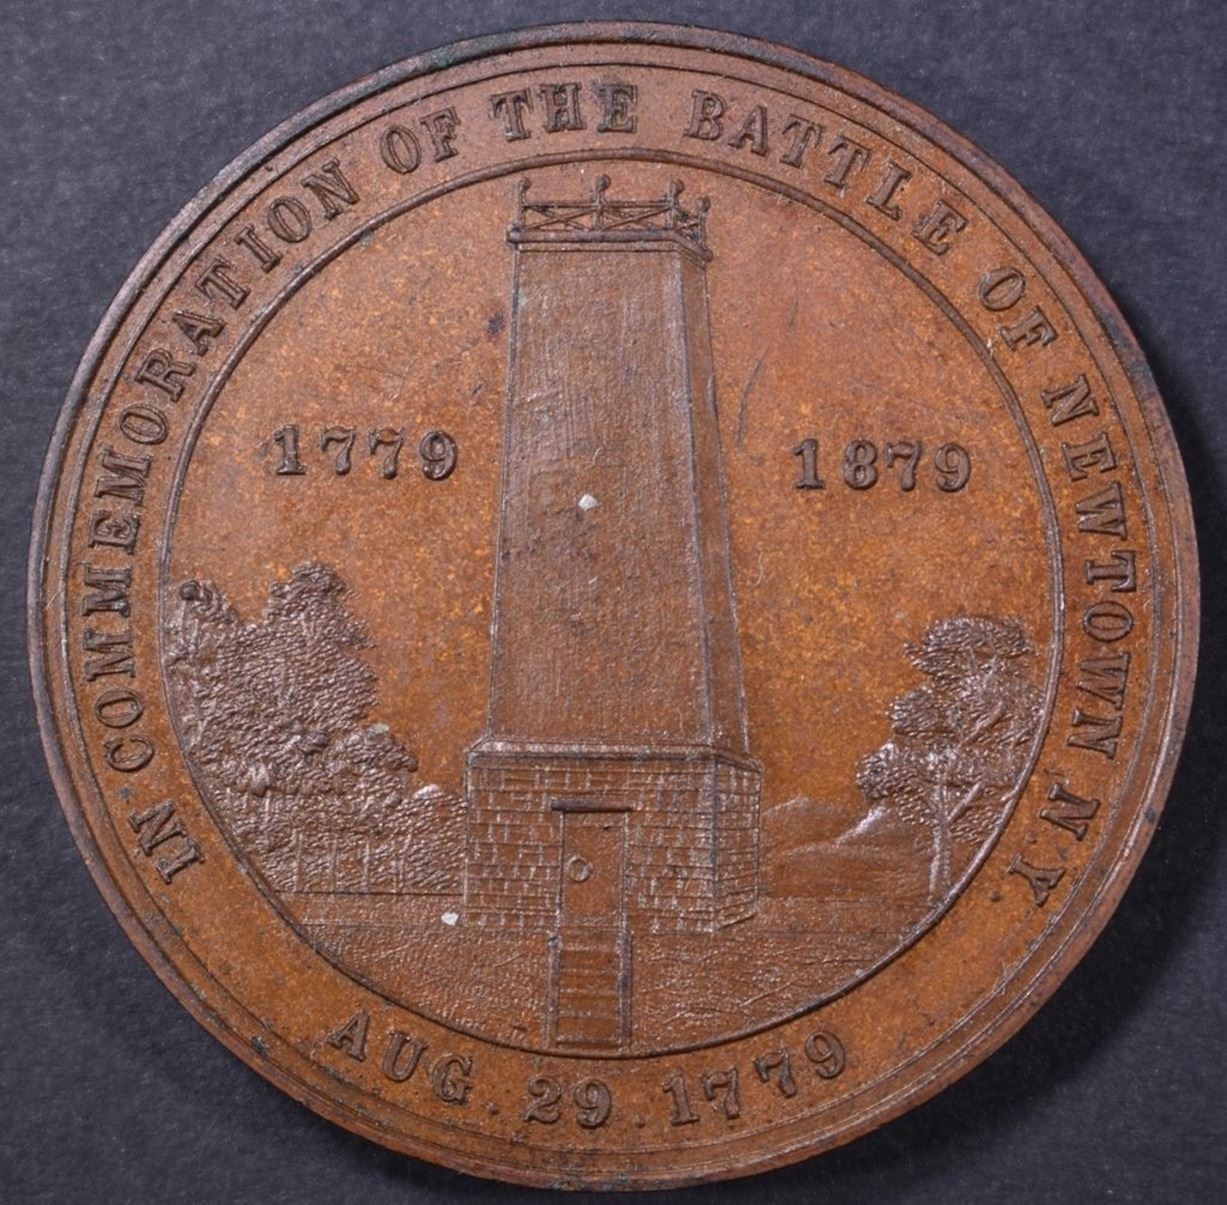 IN COMMEMORATION OF THE BATTLE OF NEWTOWN N.Y.
1779 1879
AUG. 29. 1779